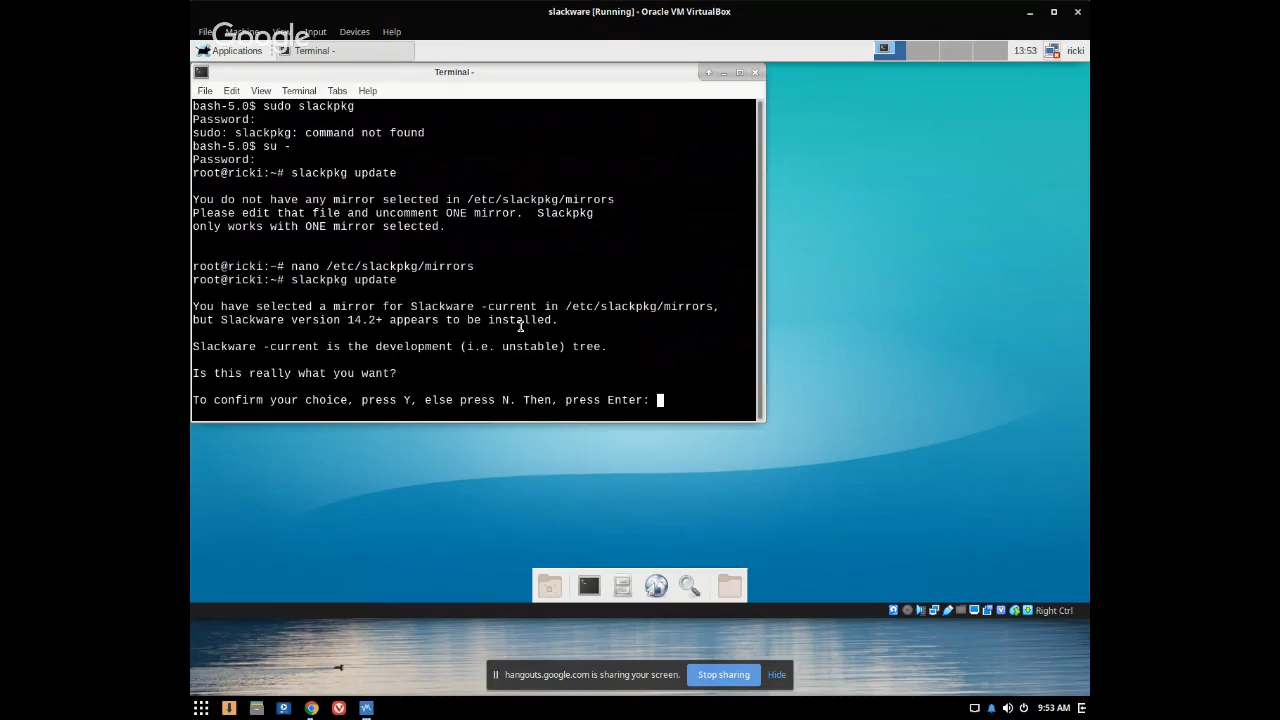 slackware [Running] - Oracle VM VirtualBox
File Machine View Input Devices Help
Google
Applications Terminal - 13:53 ricki
Terminal -
File Edit View Terminal Tabs Help
bash-5.0$ sudo slackpkg
Password:
sudo: slackpkg: command not found
bash-5.0$ su -
Password:
root@ricki:~# slackpkg update
You do not have any mirror selected in /etc/slackpkg/mirrors
Please edit that file and uncomment ONE mirror.  Slackpkg
only works with ONE mirror selected.
root@ricki:~# nano /etc/slackpkg/mirrors
root@ricki:~# slackpkg update
You have selected a mirror for Slackware -current in /etc/slackpkg/mirrors,
but Slackware version 14.2+ appears to be installed.
Slackware -current is the development (i.e. unstable) tree.
Is this really what you want?
To confirm your choice, press Y, else press N. Then, press Enter:
Right Ctrl
hangouts.google.com is sharing your screen. Stop sharing Hide
9:53 AM